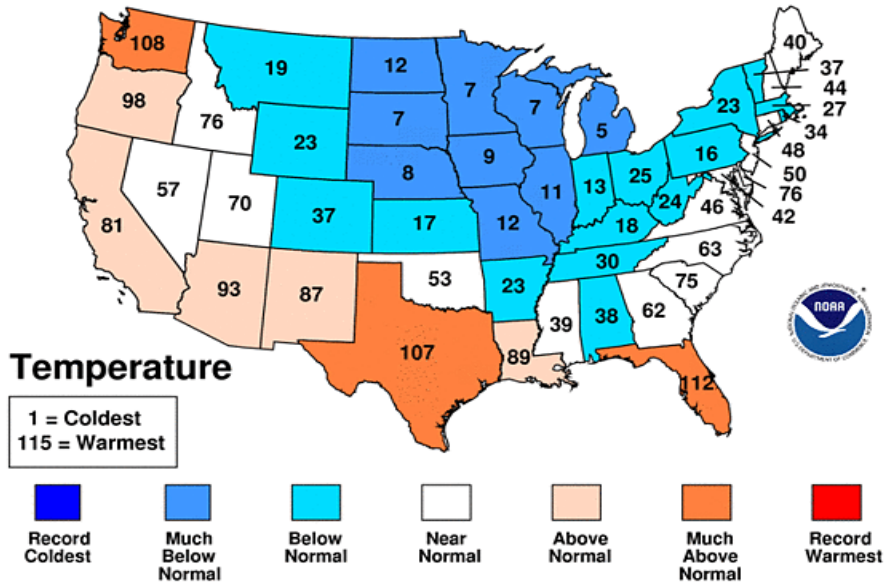 108
98
81
76
57
70
93
87
19
23
37
12
7
8
17
53
107
7
9
12
23
89
7
11
5
13
25
18
30
39
38
62
112
24
16
23
46
63
75
40
37
44
27
34
48
50
76
42
NOAA
Temperature
1 = Coldest
115 = Warmest
Record
Coldest
Much
Below
Normal
Below
Normal
Near
Normal
Above
Normal
Much
Above
Normal
Record
Warmest